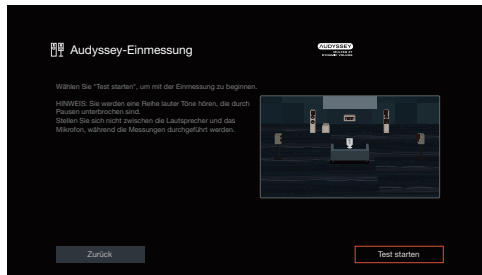 Audyssey-Einmessung
AUDYSSEY
Wählen Sie "Test starten", um mit der Einmessung zu beginnen.
HINWEIS: Sie werden eine Reihe lauter Töne hören, die durch
Pausen unterbrochen sind.
Stellen Sie sich nicht zwischen die Lautsprecher und das
Mikrofon, während die Messungen durchgeführt werden.
Zurück
Test starten